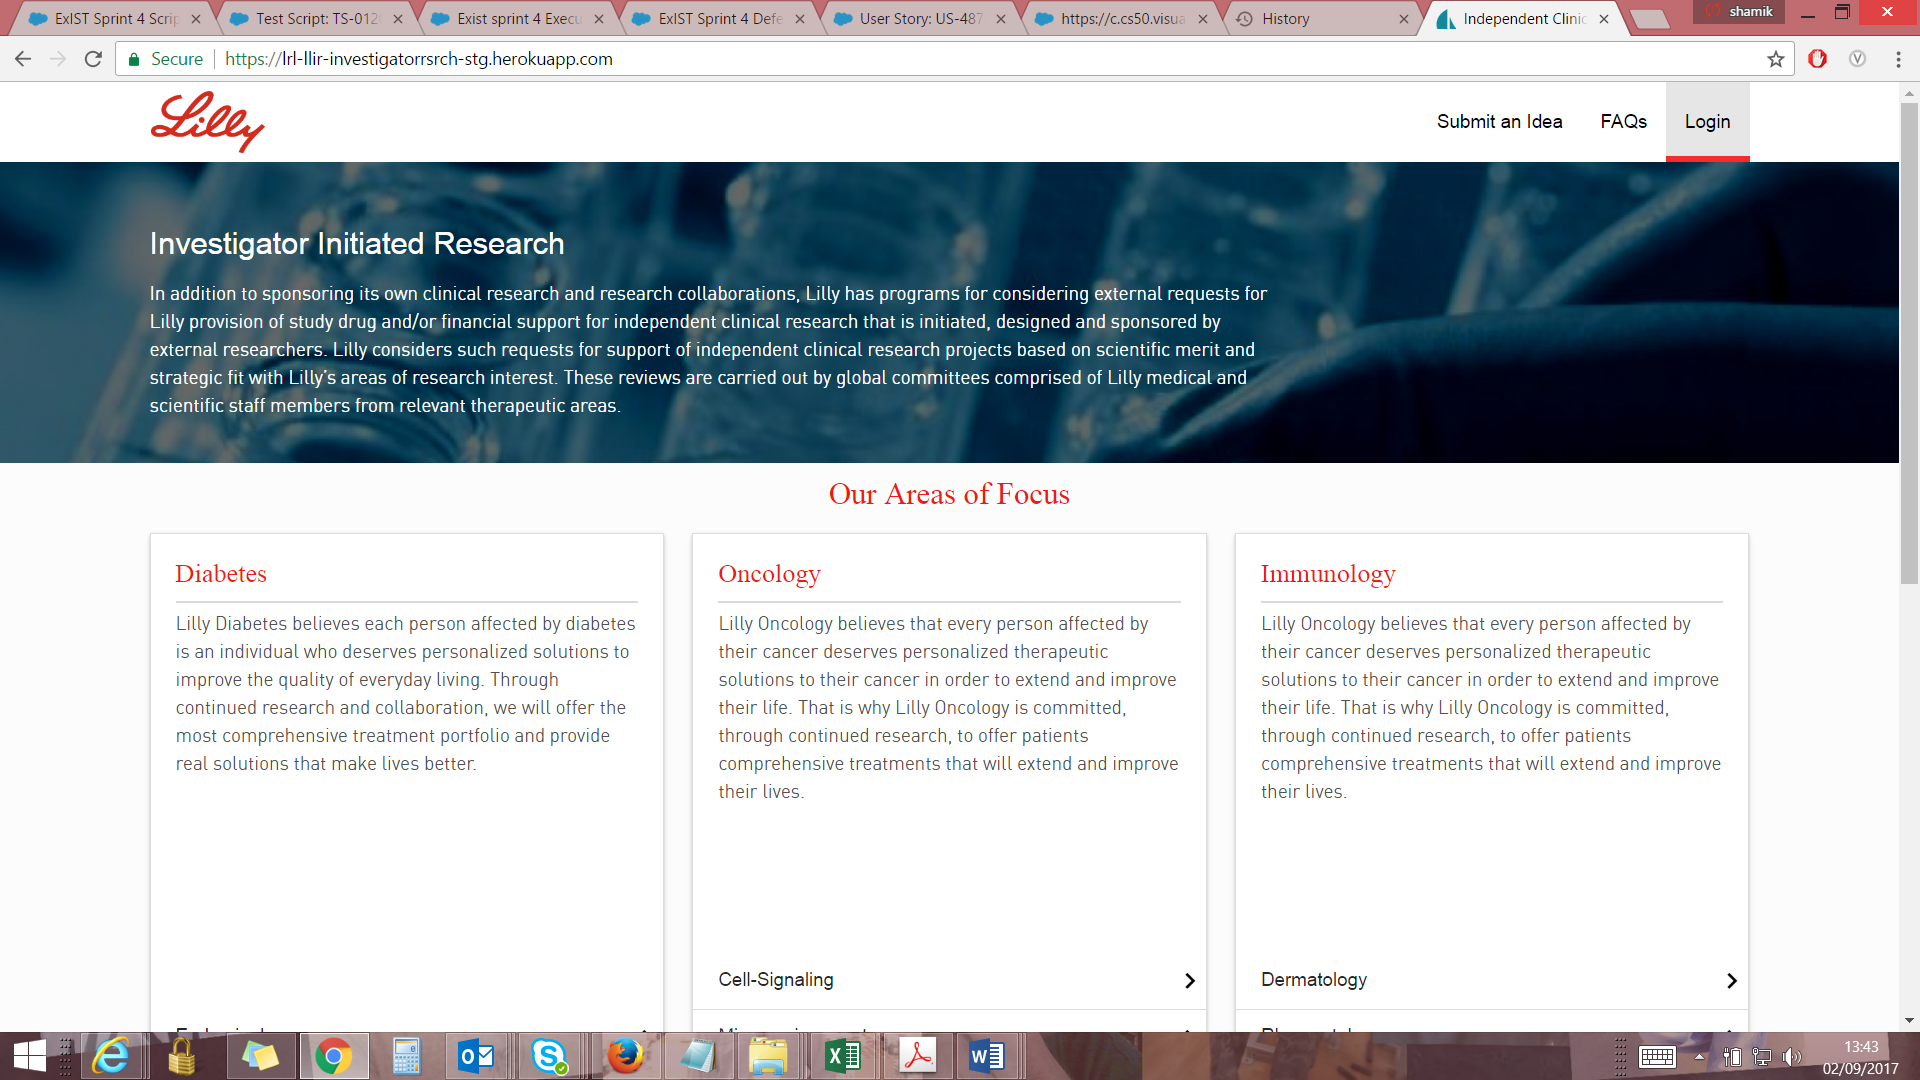 ExIST Sprint 4 Scrip
Test Script: TS-012
Exist sprint 4 Execu
ExIST Sprint 4 Defe
User Story: US-487
https://c.cs50.visua
History
Independent Clinic
shamik
Secure
https://lrl-llir-investigatorrsrch-stg.herokuapp.com
Lilly
Submit an Idea
FAQs
Login
Investigator Initiated Research
In addition to sponsoring its own clinical research and research collaborations, Lilly has programs for considering external requests for
Lilly provision of study drug and/or financial support for independent clinical research that is initiated, designed and sponsored by
external researchers. Lilly considers such requests for support of independent clinical research projects based on scientific merit and
strategic fit with Lilly's areas of research interest. These reviews are carried out by global committees comprised of Lilly medical and
scientific staff members from relevant therapeutic areas.
Our Areas of Focus
Diabetes
Lilly Diabetes believes each person affected by diabetes
is an individual who deserves personalized solutions to
improve the quality of everyday living. Through
continued research and collaboration, we will offer the
most comprehensive treatment portfolio and provide
real solutions that make lives better.
Oncology
Lilly Oncology believes that every person affected by
their cancer deserves personalized therapeutic
solutions to their cancer in order to extend and improve
their life. That is why Lilly Oncology is committed,
through continued research, to offer patients
comprehensive treatments that will extend and improve
their lives.
Cell-Signaling
Immunology
Lilly Oncology believes that every person affected by
their cancer deserves personalized therapeutic
solutions to their cancer in order to extend and improve
their life. That is why Lilly Oncology is committed,
through continued research, to offer patients
comprehensive treatments that will extend and improve
their lives.
Dermatology
13:43
02/09/2017